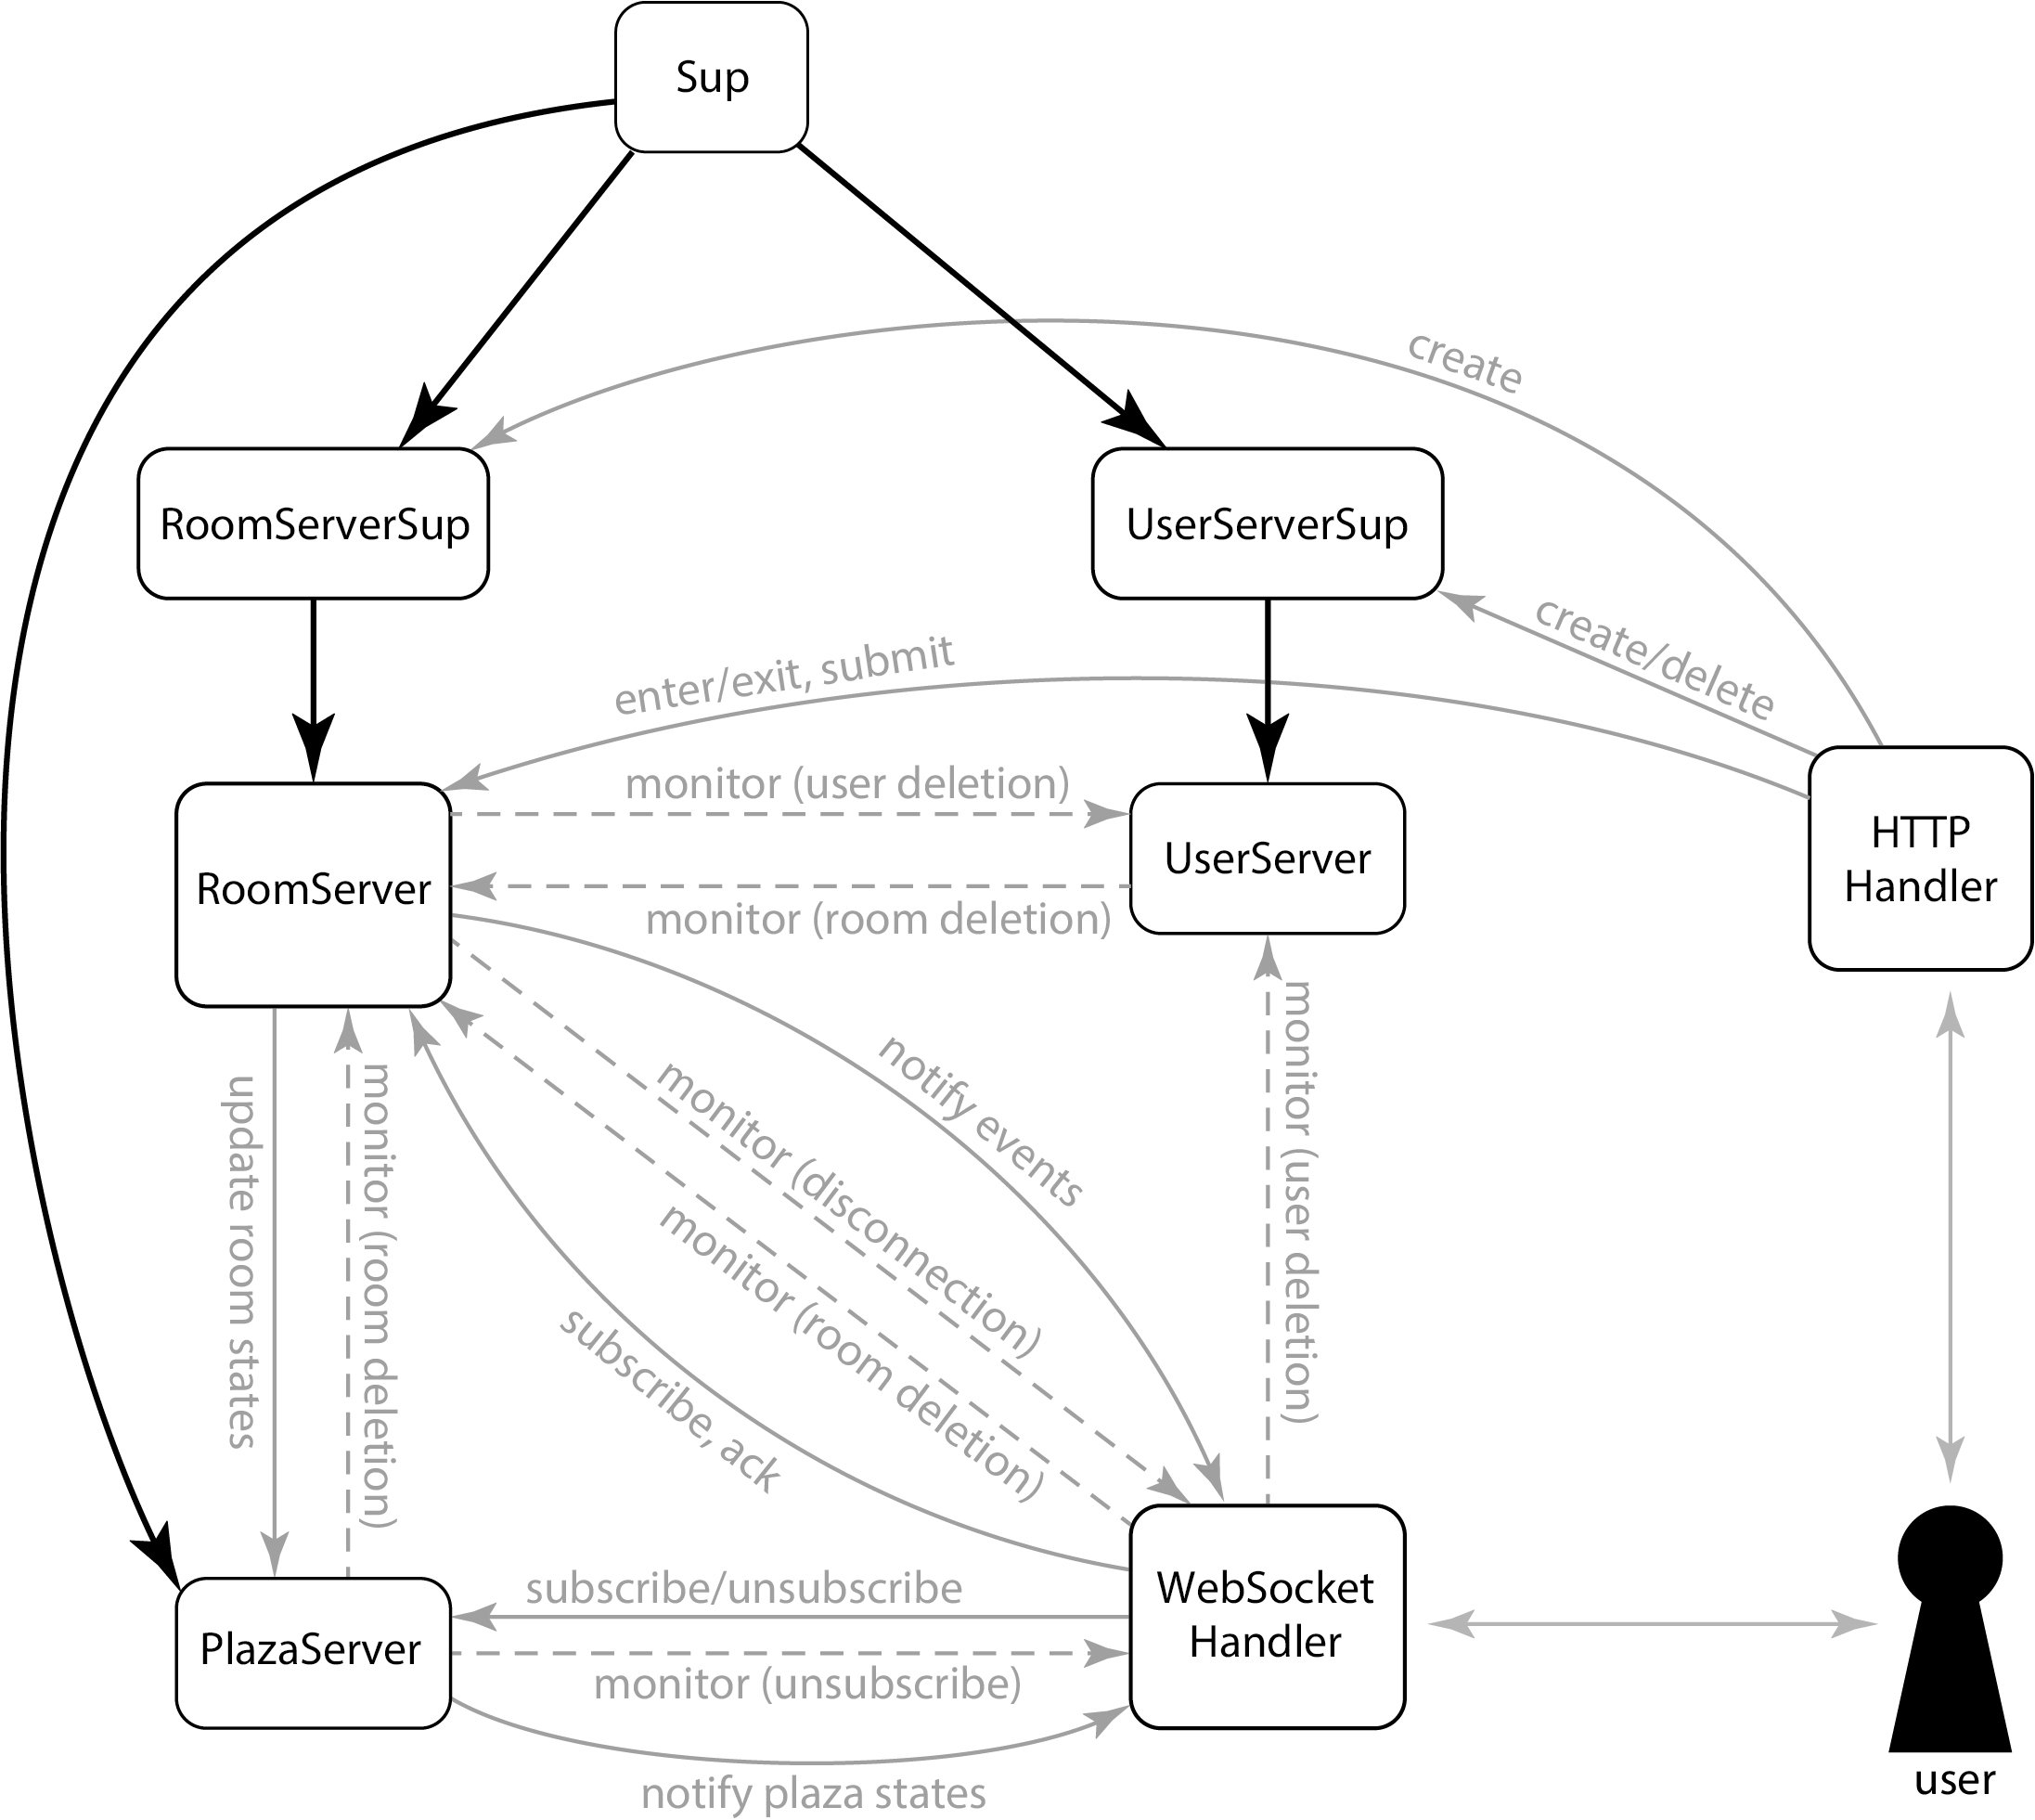 Sup
create
RoomServerSup
UserServerSup
create/delete
enter/exit, submit
monitor (user deletion)
HTTP
Handler
RoomServer
UserServer
monitor (room deletion)
notify events
monitor (disconnection)
monitor (room deletion)
subscribe, ack
monitor (user deletion)
update room states
monitor (room deletion)
subscribe/unsubscribe
WebSocket
Handler
PlazaServer
monitor (unsubscribe)
notify plaza states
user